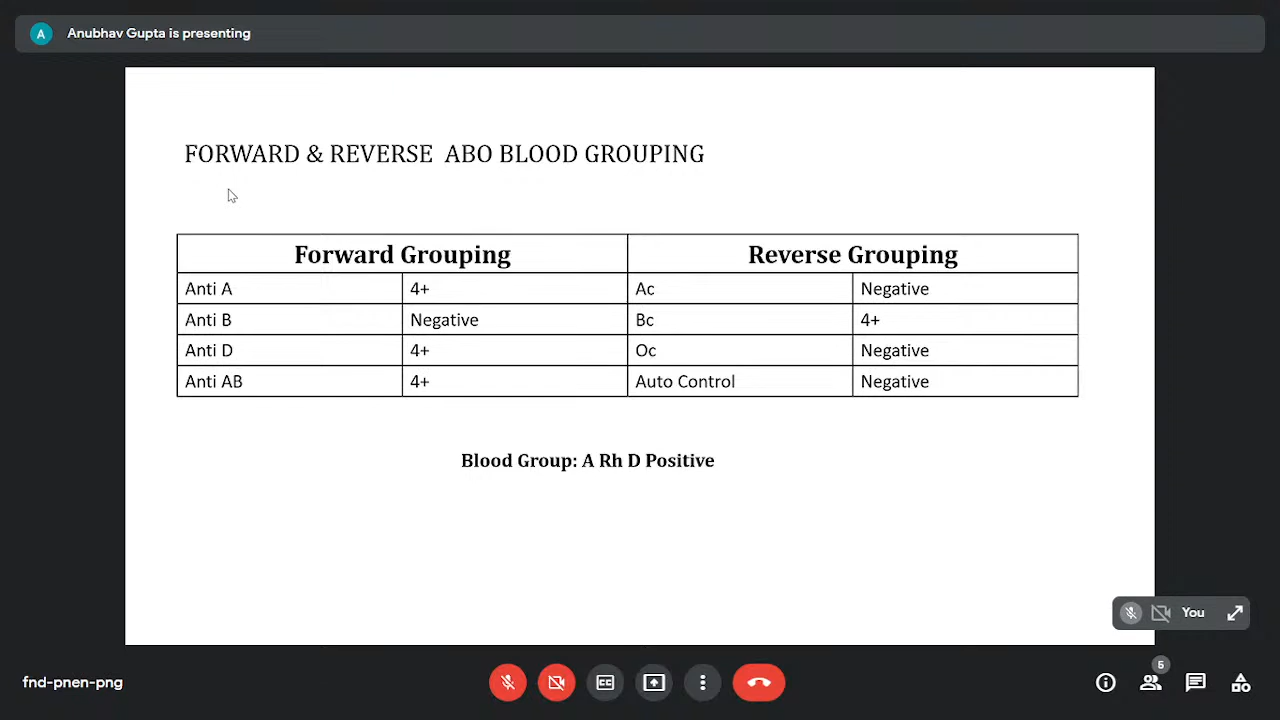 A Anubhav Gupta is presenting
FORWARD & REVERSE ABO BLOOD GROUPING
Forward Grouping Reverse Grouping
Anti A 4+ Ac Negative
Anti B Negative Bc 4+
Anti D 4+ Oc Negative
Anti AB 4+ Auto Control Negative
Blood Group: A Rh D Positive
You
fnd-pnen-png
CC
5